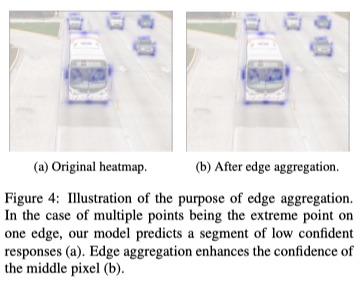 (a) Original heatmap.
(b) After edge aggregation.
Figure 4: Illustration of the purpose of edge aggregation.
In the case of multiple points being the extreme point on
one edge, our model predicts a segment of low confident
responses (a). Edge aggregation enhances the confidence of
the middle pixel (b).